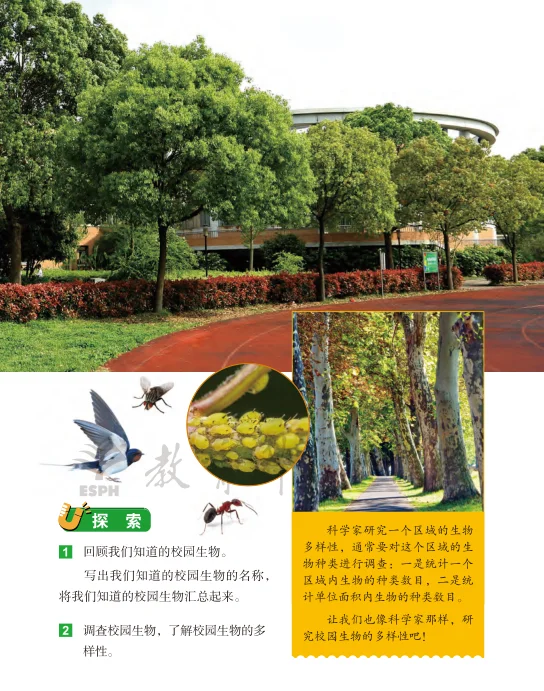 教育科
ESPH
探 索
1 回顾我们知道的校园生物。
写出我们知道的校园生物的名称，
将我们知道的校园生物汇总起来。
2 调查校园生物，了解校园生物的多
样性。
科学家研究一个区域的生物
多样性，通常要对这个区域的生
物种类进行调查：一是统计一个
区域内生物的种类数目，二是统
计单位面积内生物的种类数目。
让我们也像科学家那样，研
究校园生物的多样性吧！